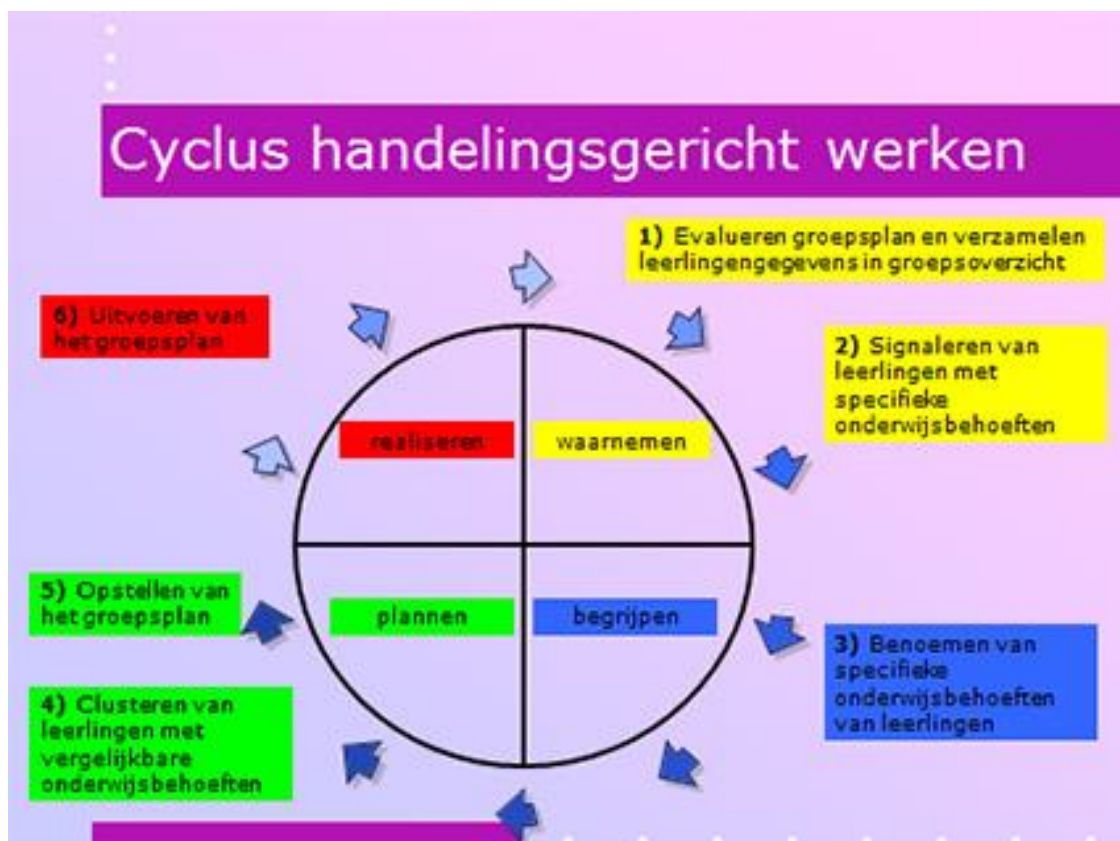 Cyclus handelingsgericht werken
1) Evalueren groepsplan en verzamelen
leerlingengegevens in groepsoverzicht
2) Signaleren van
leerlingen met
specifieke
onderwijsbehoeften
3) Benoemen van
specifieke
onderwijsbehoeften
van leerlingen
4) Clusteren van
leerlingen met
vergelijkbare
onderwijsbehoeften
5) Opstellen van
het groepsplan
6) Uitvoeren van
het groepsplan
realiseren
waarnemen
plannen
begrijpen